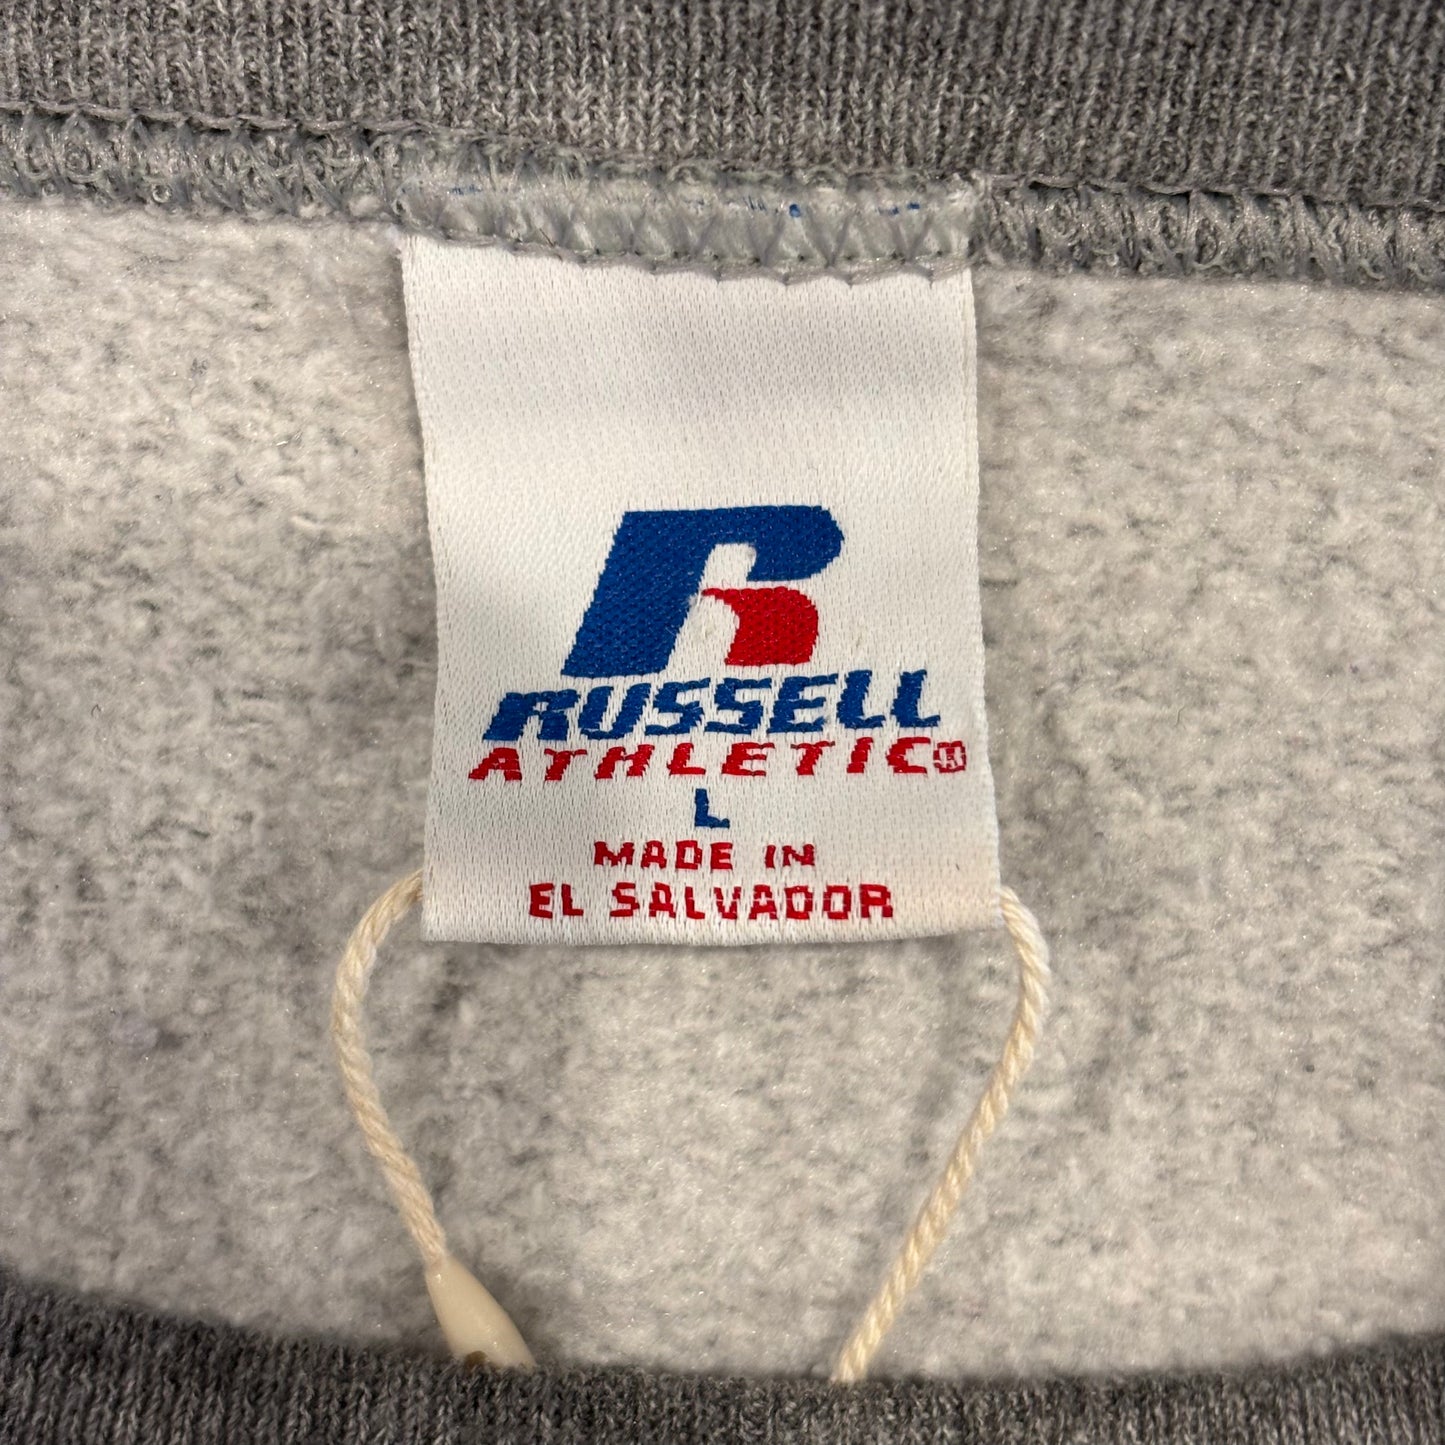 R
RUSSELL
ATHLETIC®
L
MADE IN
EL SALVADOR